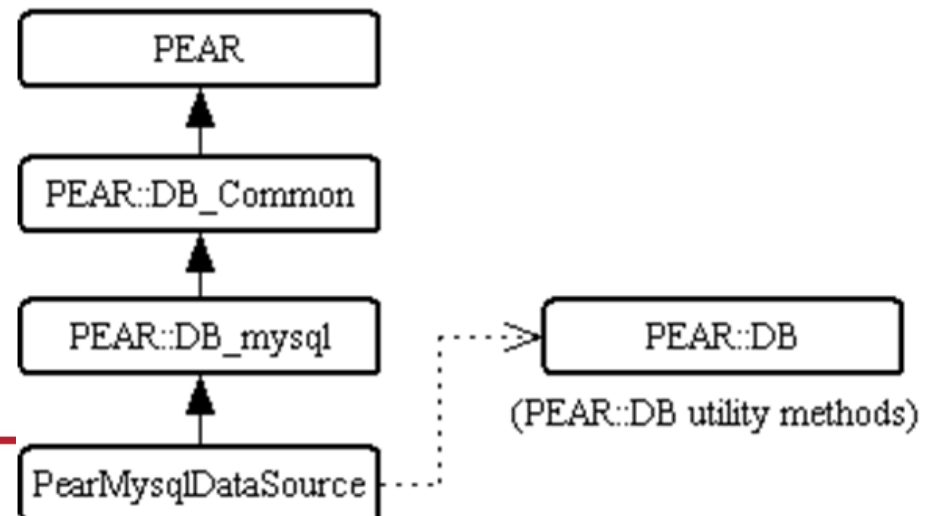 PEAR
PEAR::DB_Common
PEAR::DB_mysql
PEAR::DB
(PEAR::DB utility methods)
PearMysqlDataSource